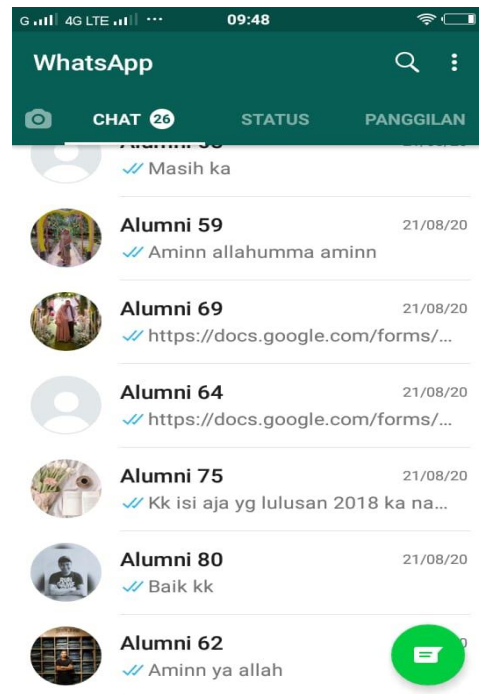 G 4G LTE ... 09:48
WhatsApp
CHAT 26 STATUS PANGGILAN
Masih ka
Alumni 59 21/08/20
Aminn allahumma aminn
Alumni 69 21/08/20
https://docs.google.com/forms/...
Alumni 64 21/08/20
https://docs.google.com/forms/...
Alumni 75 21/08/20
Kk isi aja yg lulusan 2018 ka na...
Alumni 80 21/08/20
Baik kk
Alumni 62
Aminn ya allah